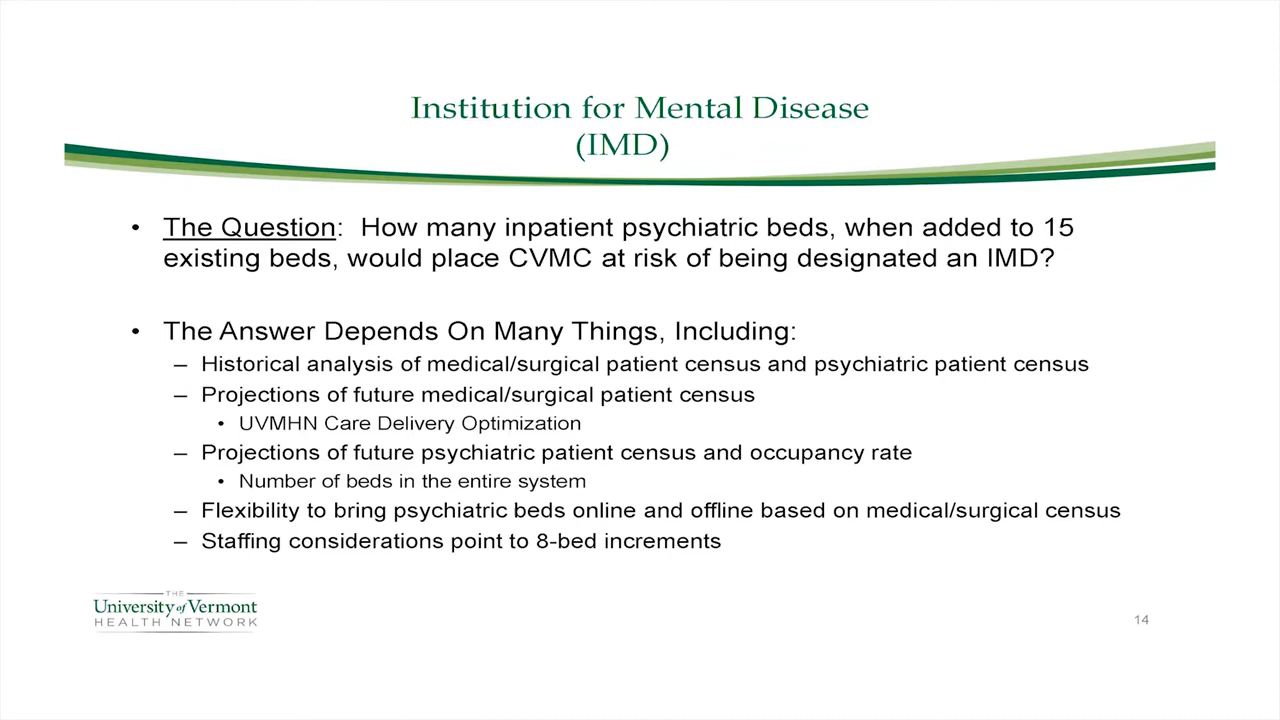 Institution for Mental Disease
(IMD)
• The Question: How many inpatient psychiatric beds, when added to 15
existing beds, would place CVMC at risk of being designated an IMD?
• The Answer Depends On Many Things, Including:
– Historical analysis of medical/surgical patient census and psychiatric patient census
– Projections of future medical/surgical patient census
• UVMHN Care Delivery Optimization
– Projections of future psychiatric patient census and occupancy rate
• Number of beds in the entire system
– Flexibility to bring psychiatric beds online and offline based on medical/surgical census
– Staffing considerations point to 8-bed increments
THE
University of Vermont
HEALTH NETWORK
14